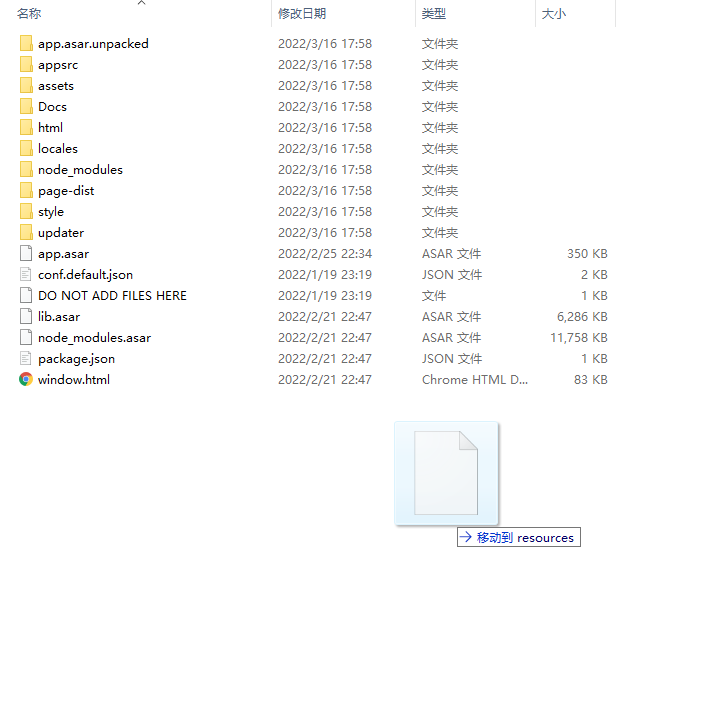 名称 修改日期 类型 大小
app.asar.unpacked 2022/3/16 17:58 文件夹
appsrc 2022/3/16 17:58 文件夹
assets 2022/3/16 17:58 文件夹
Docs 2022/3/16 17:58 文件夹
html 2022/3/16 17:58 文件夹
locales 2022/3/16 17:58 文件夹
node_modules 2022/3/16 17:58 文件夹
page-dist 2022/3/16 17:58 文件夹
style 2022/3/16 17:58 文件夹
updater 2022/3/16 17:58 文件夹
app.asar 2022/2/25 22:34 ASAR 文件 350 KB
conf.default.json 2022/1/19 23:19 JSON 文件 2 KB
DO NOT ADD FILES HERE 2022/1/19 23:19 文件 1 KB
lib.asar 2022/2/21 22:47 ASAR 文件 6,286 KB
node_modules.asar 2022/2/21 22:47 ASAR 文件 11,758 KB
package.json 2022/2/21 22:47 JSON 文件 1 KB
window.html 2022/2/21 22:47 Chrome HTML D... 83 KB
移动到 resources